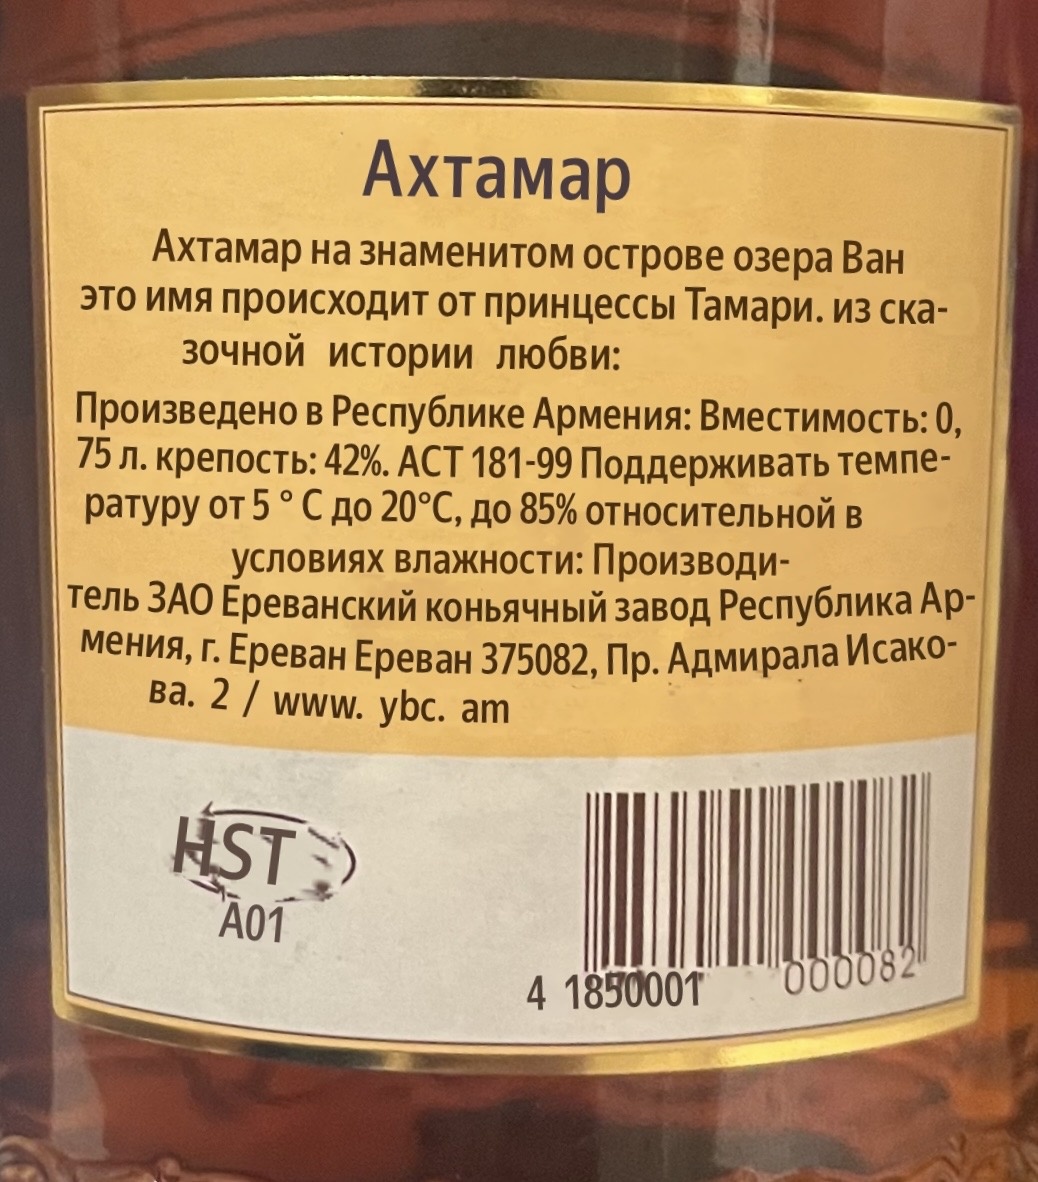 Ахтамар
Ахтамар на знаменитом острове озера Ван
это имя происходит от принцессы Тамари. из ска-
зочной истории любви:
Произведено в Республике Армения: Вместимость: 0,
75 л. крепость: 42%. АСТ 181-99 Поддерживать темпе-
ратуру от 5 ° С до 20°С, до 85% относительной в
условиях влажности: Производи-
тель ЗАО Ереванский коньячный завод Республика Ар-
мения, г. Ереван Ереван 375082, Пр. Адмирала Исако-
ва. 2 / www. ybc. am
HST
A01
4 1850001 000082